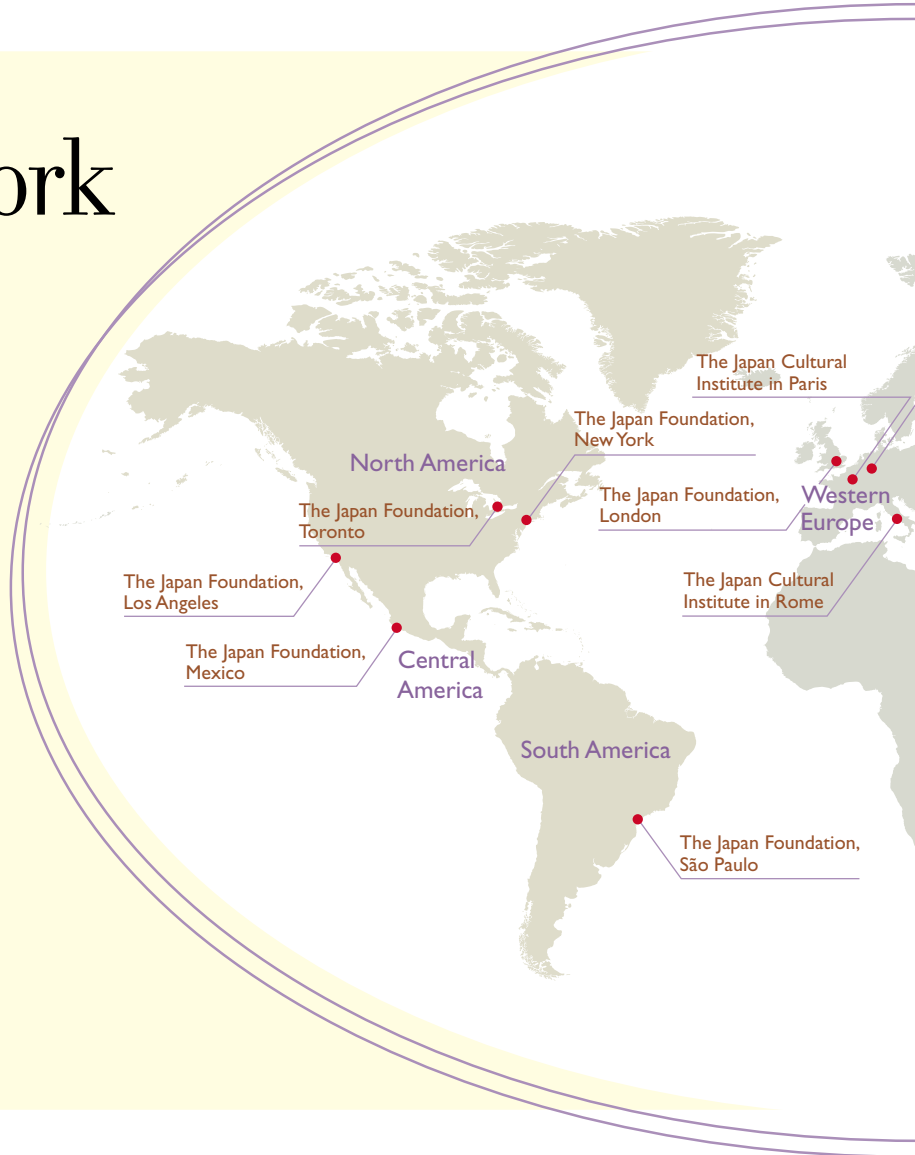 ork
The Japan Cultural
Institute in Paris
The Japan Foundation,
New York
North America
The Japan Foundation,
London
Western
Europe
The Japan Foundation,
Toronto
The Japan Foundation,
Los Angeles
The Japan Cultural
Institute in Rome
The Japan Foundation,
Mexico
Central
America
South America
The Japan Foundation,
São Paulo